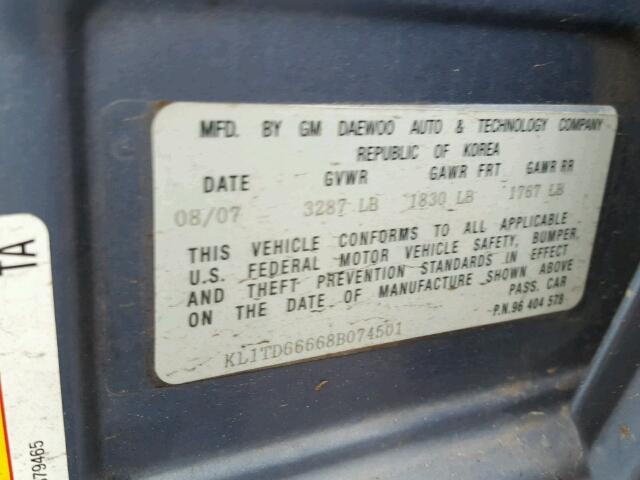 MFD. BY GM DAEWOO AUTO & TECHNOLOGY COMPANY
REPUBLIC OF KOREA
DATE GVWR GAWR FRT GAWR RR
08/07 3287 LB 1830 LB 1767 LB
THIS VEHICLE CONFORMS TO ALL APPLICABLE
U.S. FEDERAL MOTOR VEHICLE SAFETY, BUMPER,
AND THEFT PREVENTION STANDARDS IN EFFECT
ON THE DATE OF MANUFACTURE SHOWN ABOVE
PASS. CAR
KL1TD66668B074501
P.N.96 404 578
TA
379465